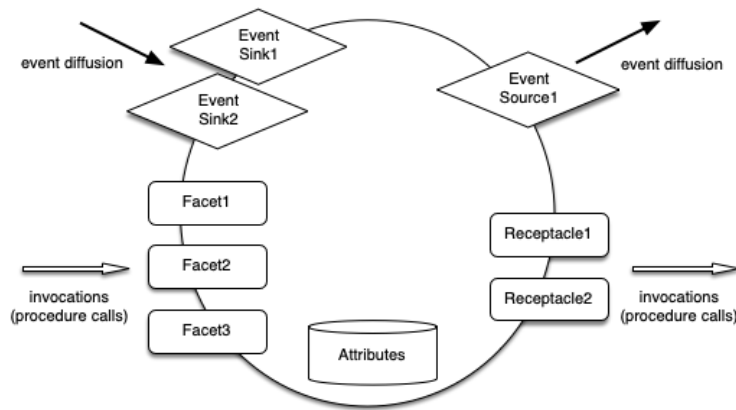 Event
Sink1
event diffusion
Event
Sink2
Event
Source1
event diffusion
Facet1
Facet2
Facet3
invocations
(procedure calls)
Receptacle1
Receptacle2
invocations
(procedure calls)
Attributes